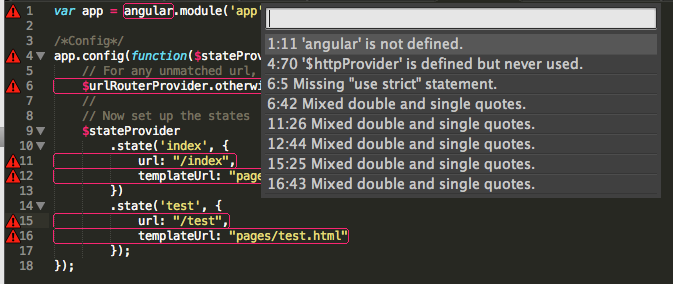 1 var app = angular.module('app'
2
3 /*Config*/
4 app.config(function($stateProv
5 // For any unmatched url,
6 $urlRouterProvider.otherwi
7 //
8 // Now set up the states
9 $stateProvider
10 .state('index', {
11 url: "/index",
12 templateUrl: "page
13 })
14 .state('test', {
15 url: "/test",
16 templateUrl: "pages/test.html"
17 });
18 });
1:11 'angular' is not defined.
4:70 '$httpProvider' is defined but never used.
6:5 Missing "use strict" statement.
6:42 Mixed double and single quotes.
11:26 Mixed double and single quotes.
12:44 Mixed double and single quotes.
15:25 Mixed double and single quotes.
16:43 Mixed double and single quotes.